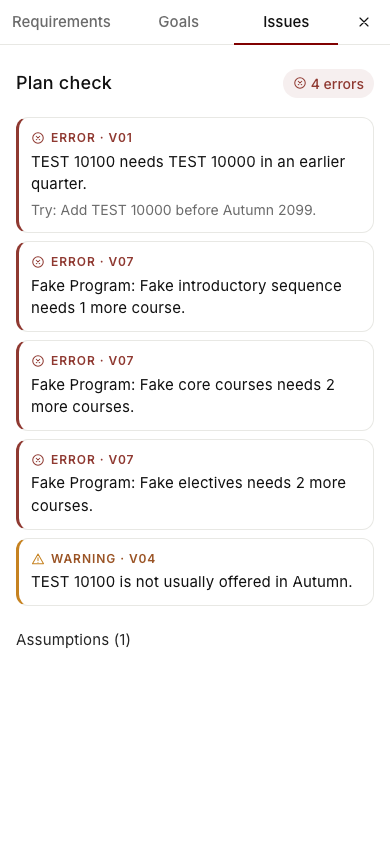 Requirements
Goals
Issues
Plan check
4 errors
ERROR · V01
TEST 10100 needs TEST 10000 in an earlier
quarter.
Try: Add TEST 10000 before Autumn 2099.
ERROR · V07
Fake Program: Fake introductory sequence
needs 1 more course.
ERROR · V07
Fake Program: Fake core courses needs 2
more courses.
ERROR · V07
Fake Program: Fake electives needs 2 more
courses.
WARNING · V04
TEST 10100 is not usually offered in Autumn.
Assumptions (1)